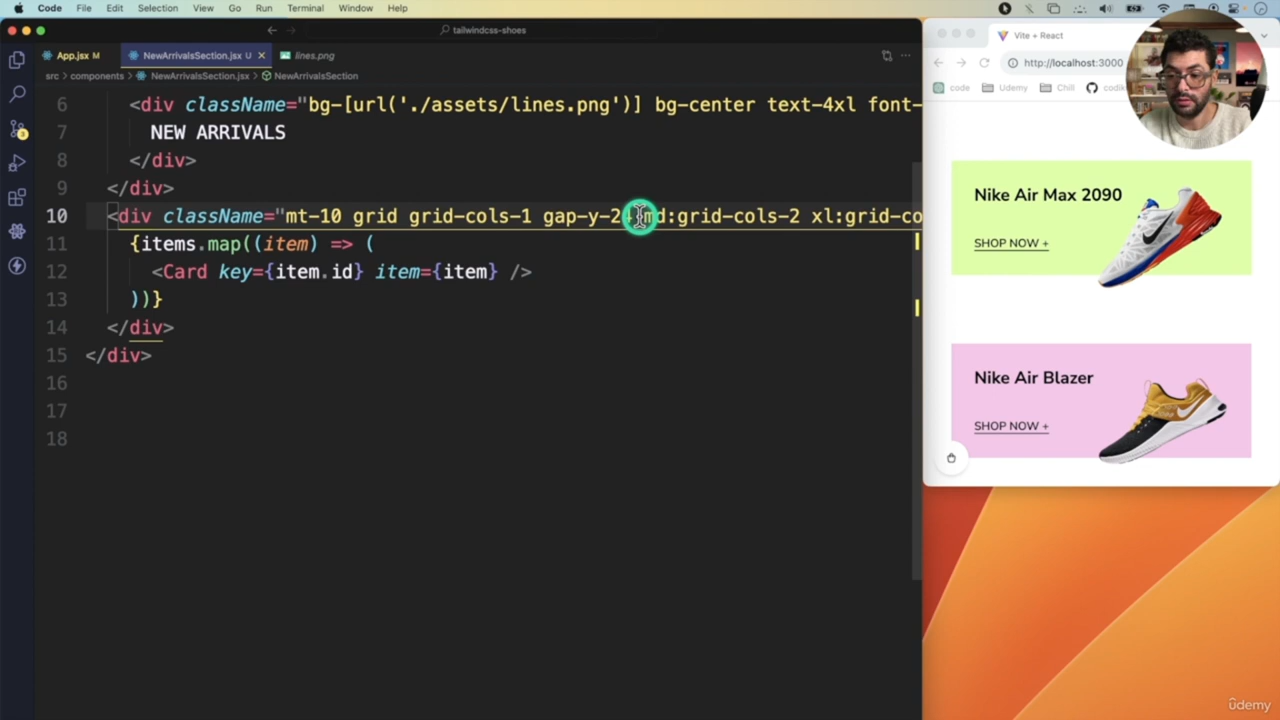 Code File Edit Selection View Go Run Terminal Window Help
tailwindcss-shoes
App.jsx M NewArrivalsSection.jsx U lines.png
src components NewArrivalsSection.jsx NewArrivalsSection
6 <div className="bg-[url('./assets/lines.png')] bg-center text-4xl font-
7 NEW ARRIVALS
8 </div>
9 </div>
10 <div className="mt-10 grid grid-cols-1 gap-y-24 md:grid-cols-2 xl:grid-co
11 {items.map((item) => (
12 <Card key={item.id} item={item} />
13 ))}
14 </div>
15 </div>
16
17
18
Vite + React
http://localhost:3000
code Udemy Chill
Nike Air Max 2090
SHOP NOW +
Nike Air Blazer
SHOP NOW +
ûdemy